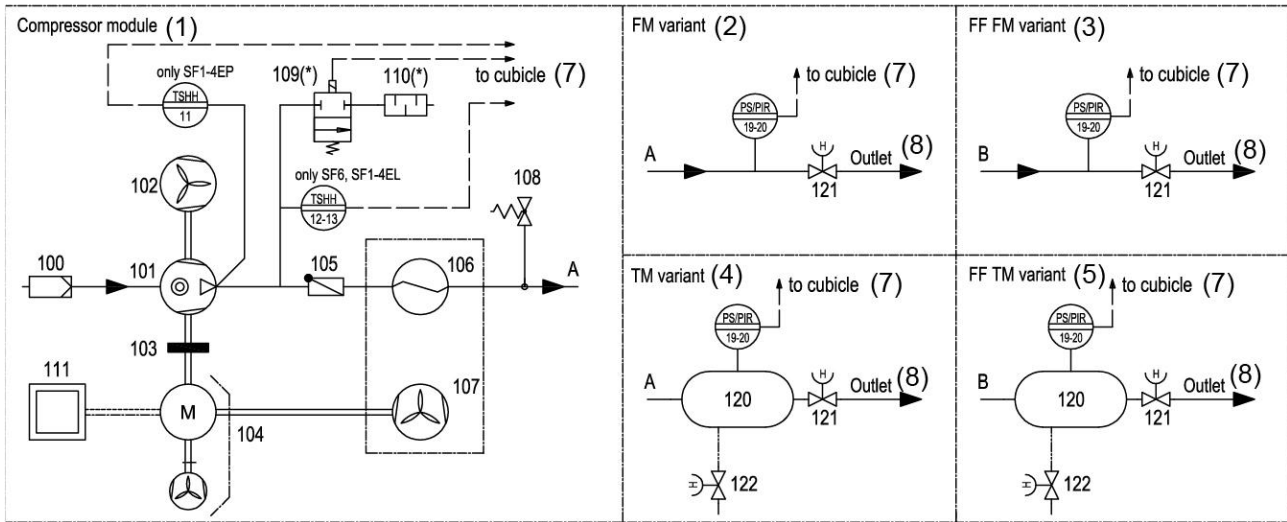 Compressor module (1)
only SF1-4EP
TSHH
11
109(*)
110(*)
to cubicle (7)
102
only SF6, SF1-4EL
TSHH
12-13
108
100
101
105
106
A
103
111
M
104
107
FM variant (2)
to cubicle (7)
PS/PIR
19-20
A
H
Outlet (8)
121
FF FM variant (3)
to cubicle (7)
PS/PIR
19-20
B
H
Outlet (8)
121
TM variant (4)
to cubicle (7)
PS/PIR
19-20
A
120
H
Outlet (8)
121
H
122
FF TM variant (5)
to cubicle (7)
PS/PIR
19-20
B
120
H
Outlet (8)
121
H
122